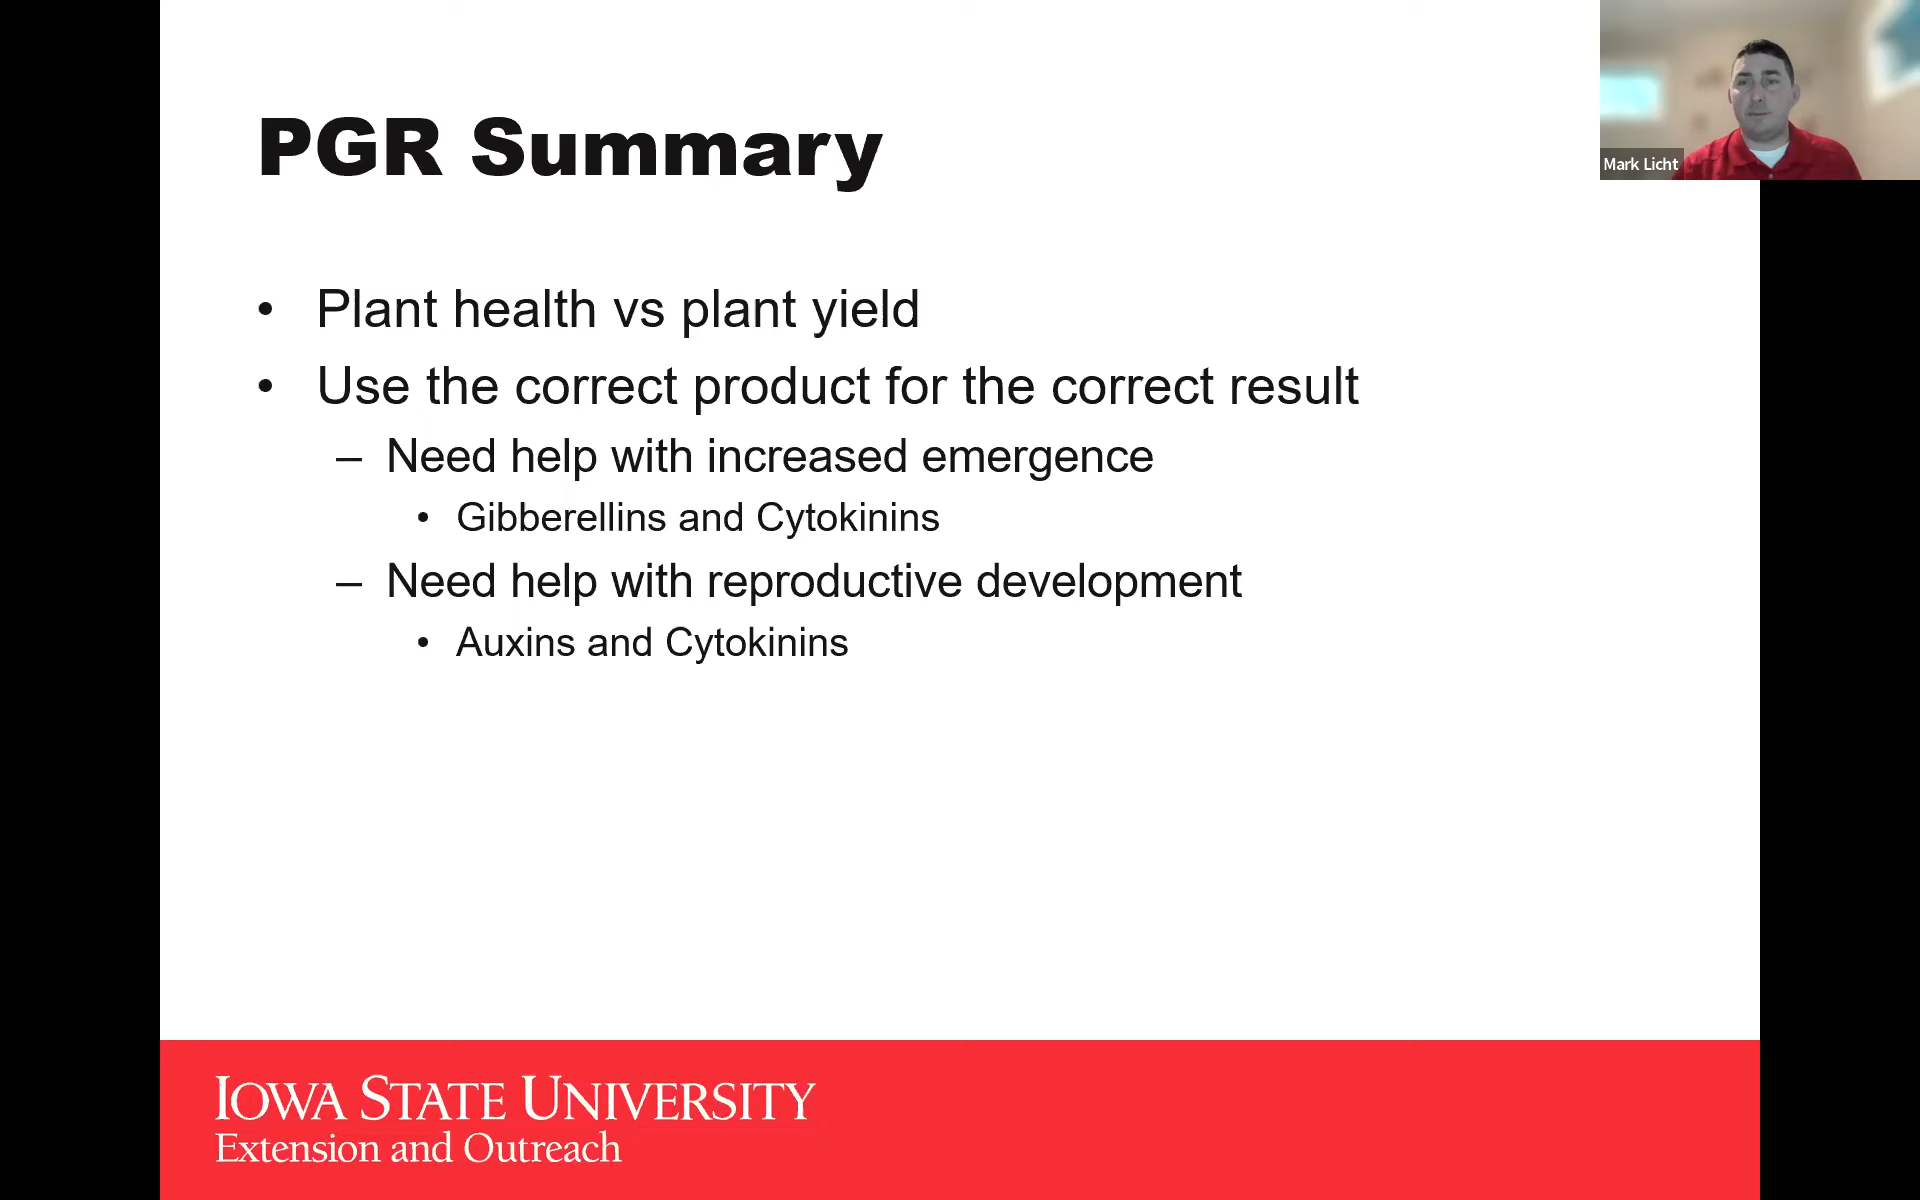 PGR Summary
Mark Licht
• Plant health vs plant yield
• Use the correct product for the correct result
– Need help with increased emergence
• Gibberellins and Cytokinins
– Need help with reproductive development
• Auxins and Cytokinins
IOWA STATE UNIVERSITY
Extension and Outreach